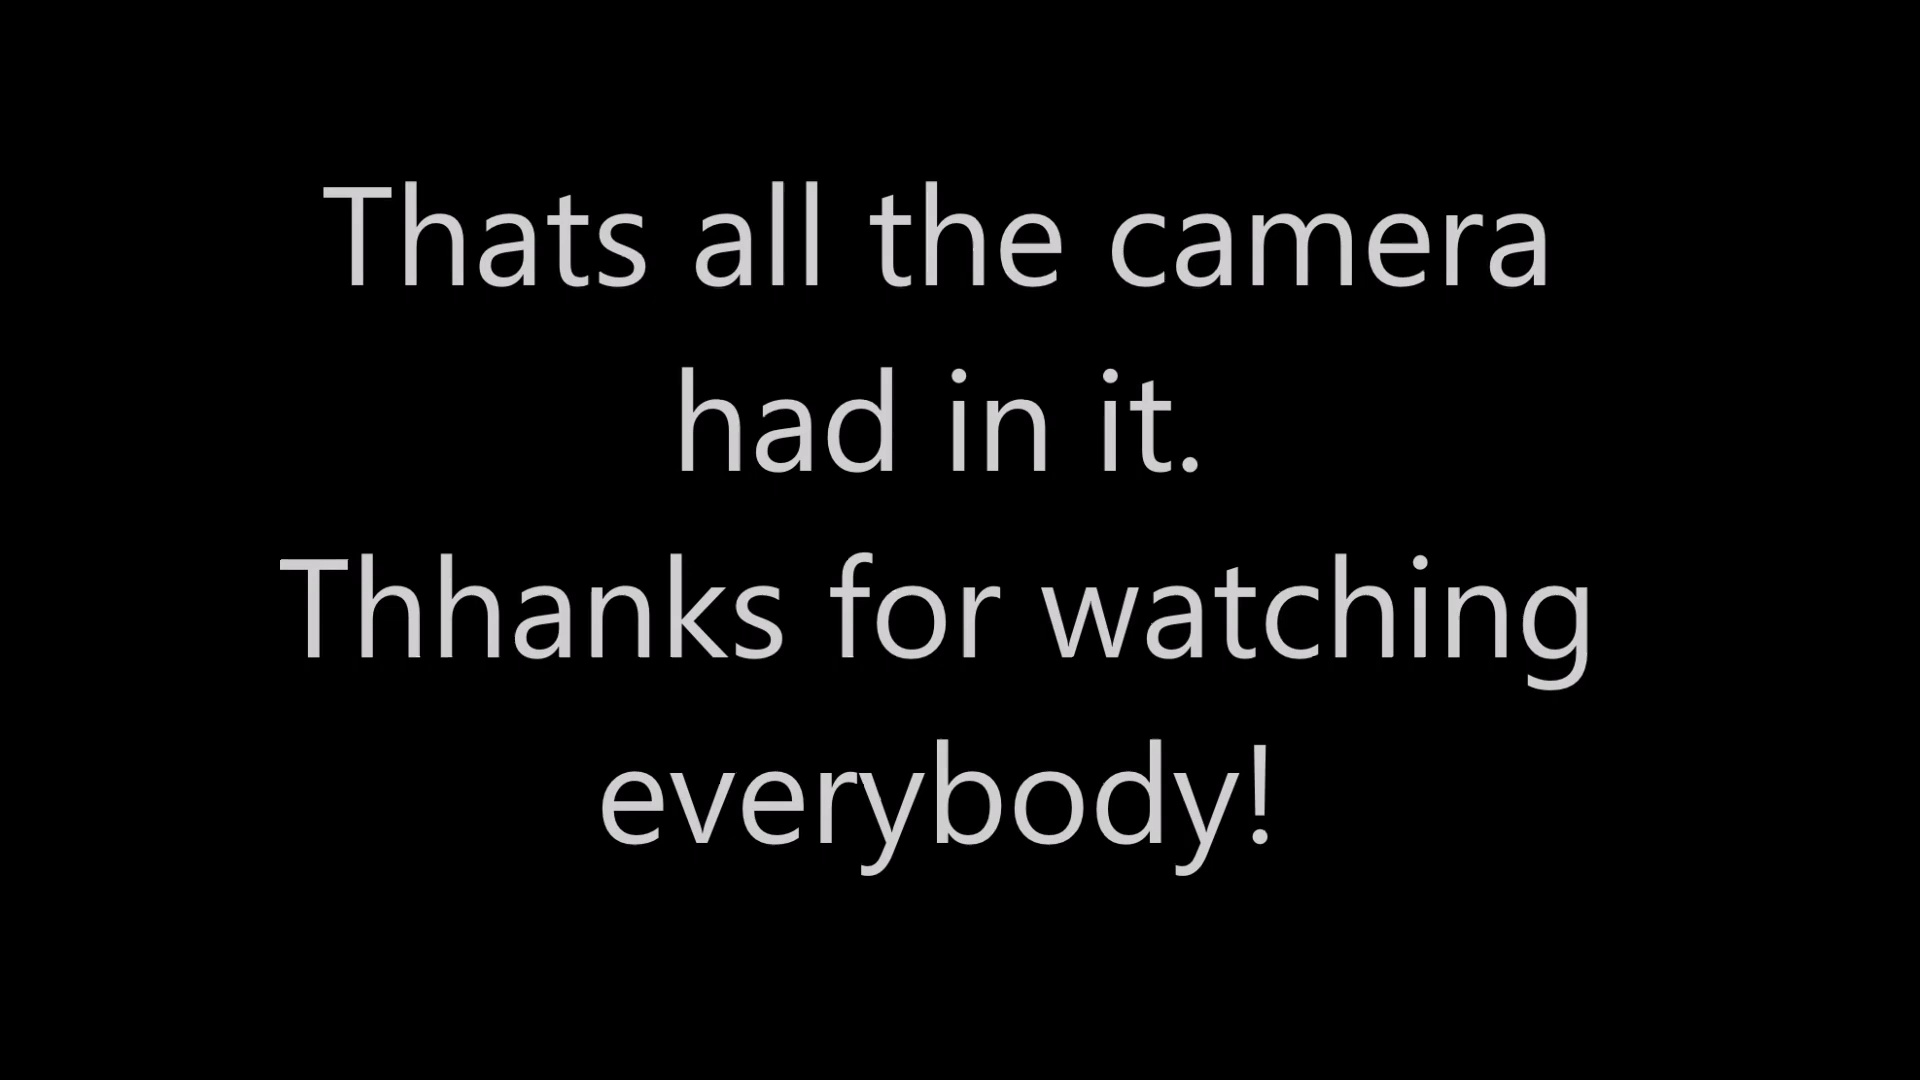 Thats all the camera
had in it.
Thhanks for watching
everybody!